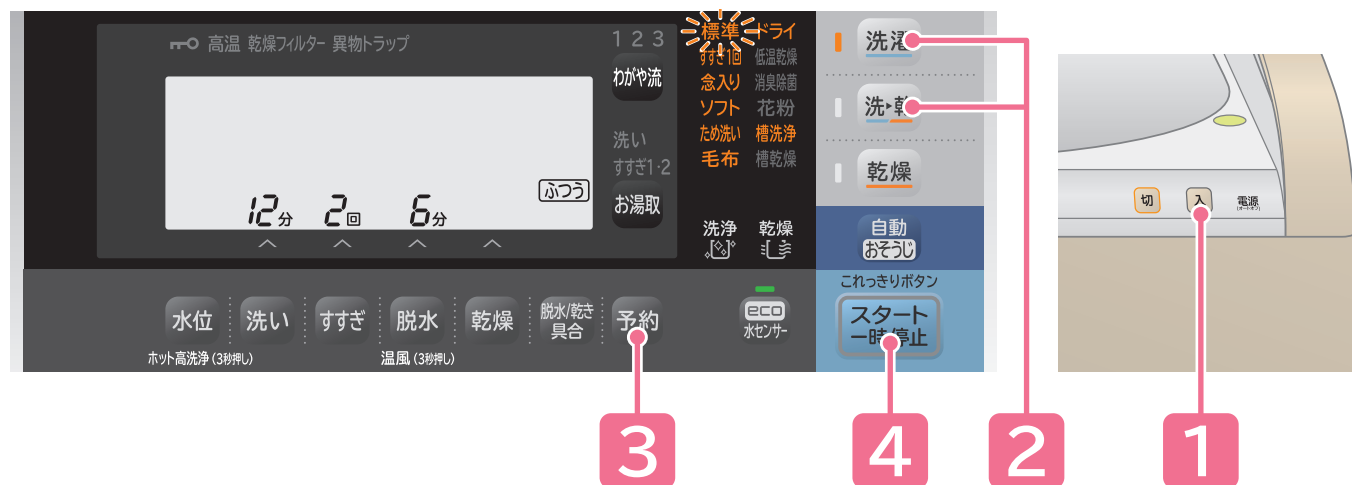 高温 乾燥フィルター 異物トラップ
1 2 3
わがや流
洗い
すすぎ1・2
お湯取
12分 2回 6分
ふつう
標準 ドライ
すすぎ1回 低温乾燥
念入り 消臭除菌
ソフト 花粉
ため洗い 槽洗浄
毛布 槽乾燥
洗浄 乾燥
洗濯
洗▸乾
乾燥
自動
おそうじ
これっきりボタン
スタート
一時停止
水位 洗い すすぎ 脱水 乾燥 脱水/乾き具合 予約
ホット高洗浄(3秒押し) 温風(3秒押し)
eco
水センサー
切 入 電源
(オートオフ)
3 4 2 1